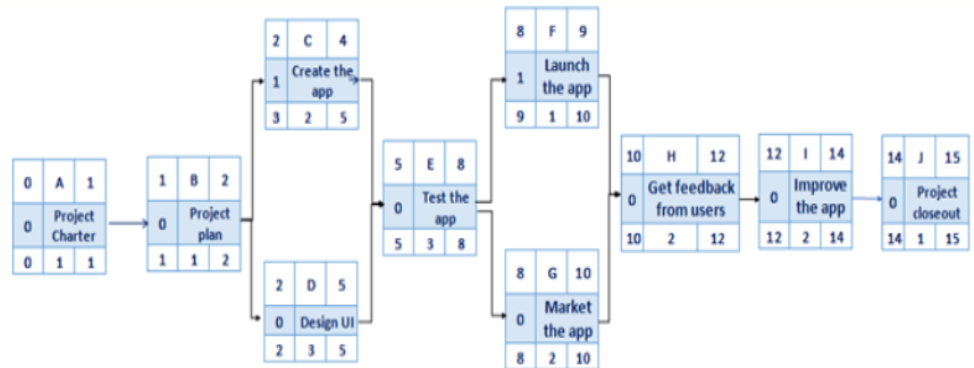 0 A 1
0 Project
Charter
0 1 1
1 B 2
0 Project
plan
1 1 2
2 C 4
1 Create the
app
3 2 5
2 D 5
0 Design UI
2 3 5
5 E 8
0 Test the
app
5 3 8
8 F 9
1 Launch
the app
9 1 10
8 G 10
0 Market
the app
8 2 10
10 H 12
0 Get feedback
from users
10 2 12
12 I 14
0 Improve
the app
12 2 14
14 J 15
0 Project
closeout
14 1 15